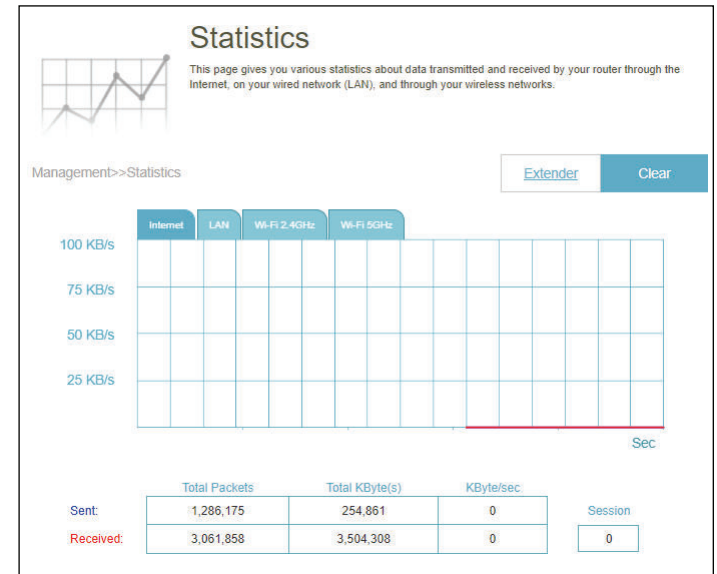 Statistics
This page gives you various statistics about data transmitted and received by your router through the
Internet, on your wired network (LAN), and through your wireless networks.
Management>>Statistics
Extender
Clear
Internet
LAN
Wi-Fi 2.4GHz
Wi-Fi 5GHz
100 KB/s
75 KB/s
50 KB/s
25 KB/s
Sec
Total Packets
Total KByte(s)
KByte/sec
Sent:
1,286,175
254,861
0
Session
Received:
3,061,858
3,504,308
0
0